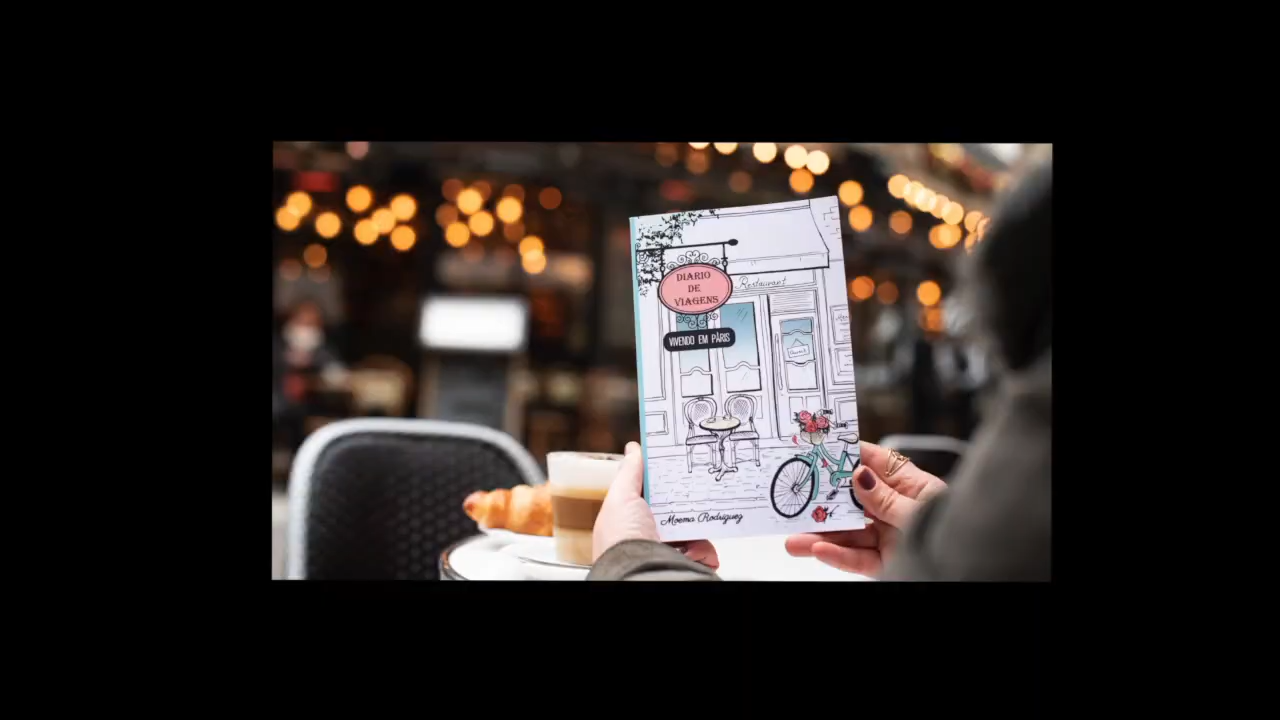 DIARIO
DE
VIAGENS
Restaurant
VIVENDO EM PARIS
Moema Rodriguez